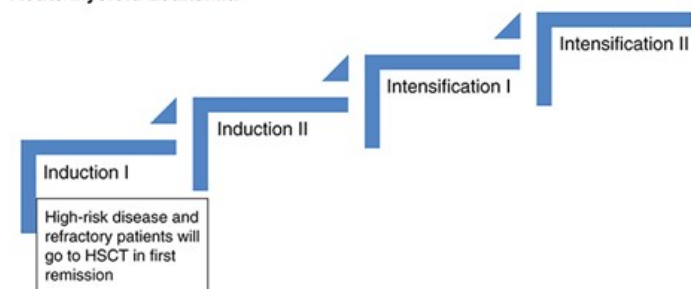 Intensification II
Intensification I
Induction II
Induction I
High-risk disease and
refractory patients will
go to HSCT in first
remission